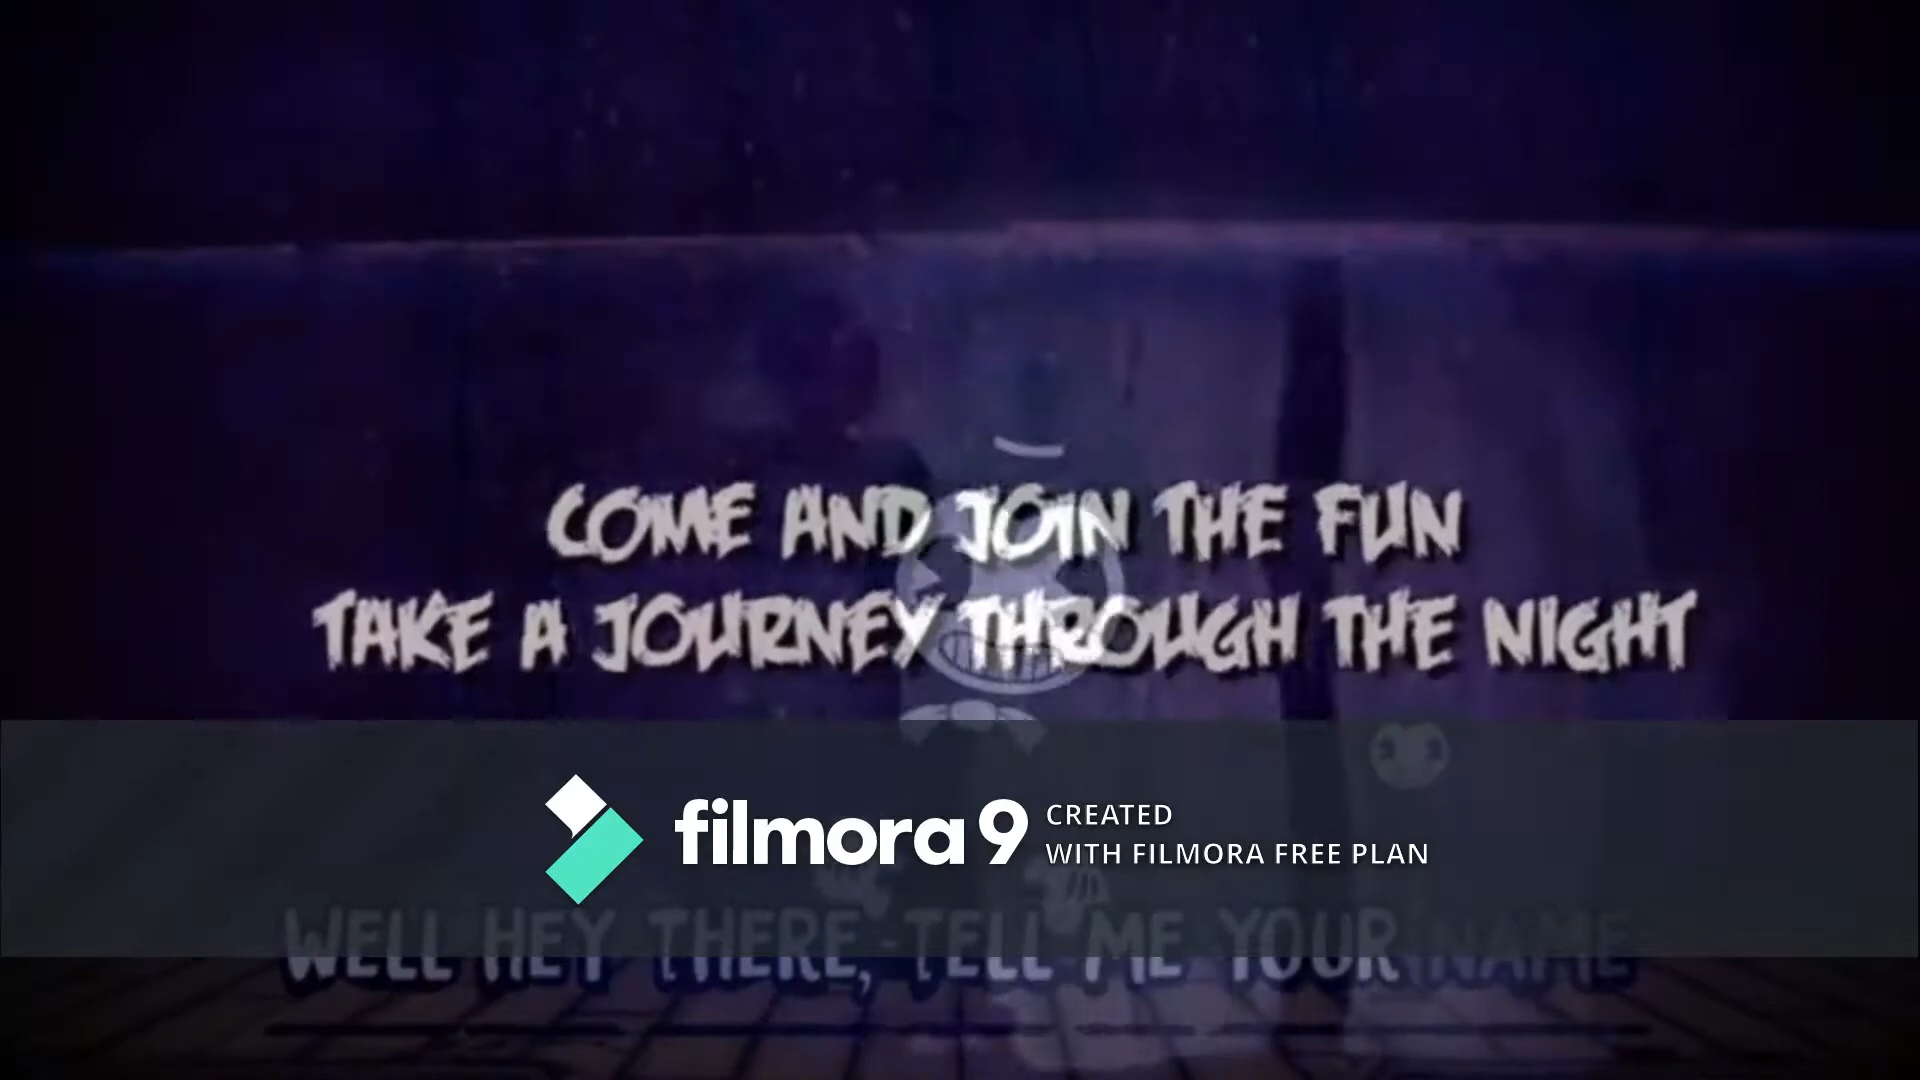 COME AND JOIN THE FUN
TAKE A JOURNEY THROUGH THE NIGHT
filmora 9
CREATED
WITH FILMORA FREE PLAN
WELL HEY THERE, TELL ME YOUR NAME